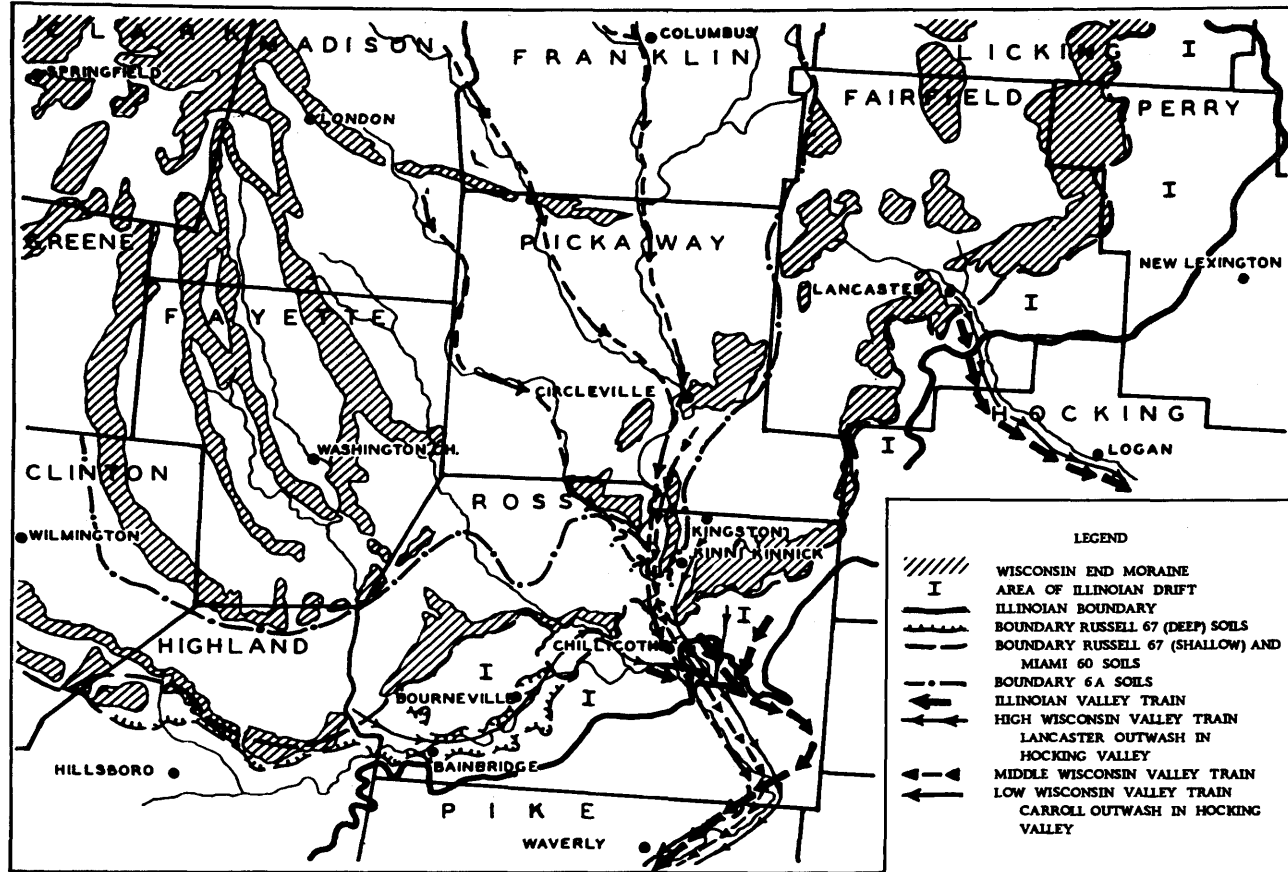 COLUMBUS
CLARK
MADISON
FRANKLIN
LICKING
I
SPRINGFIELD
LONDON
FAIRFIELD
PERRY
I
GREENE
PICKAWAY
NEW LEXINGTON
LANCASTER
I
FAYETTE
CIRCLEVILLE
HOCKING
WASHINGTON C.H.
I
LOGAN
CLINTON
ROSS
WILMINGTON
KINGSTON
KINNIKINNICK
HIGHLAND
I
CHILLICOTHE
I
BOURNEVILLE
I
HILLSBORO
BAINBRIDGE
PIKE
WAVERLY
LEGEND
WISCONSIN END MORAINE
I AREA OF ILLINOIAN DRIFT
ILLINOIAN BOUNDARY
BOUNDARY RUSSELL 67 (DEEP) SOILS
BOUNDARY RUSSELL 67 (SHALLOW) AND
MIAMI 60 SOILS
BOUNDARY 6A SOILS
ILLINOIAN VALLEY TRAIN
HIGH WISCONSIN VALLEY TRAIN
LANCASTER OUTWASH IN
HOCKING VALLEY
MIDDLE WISCONSIN VALLEY TRAIN
LOW WISCONSIN VALLEY TRAIN
CARROLL OUTWASH IN HOCKING
VALLEY